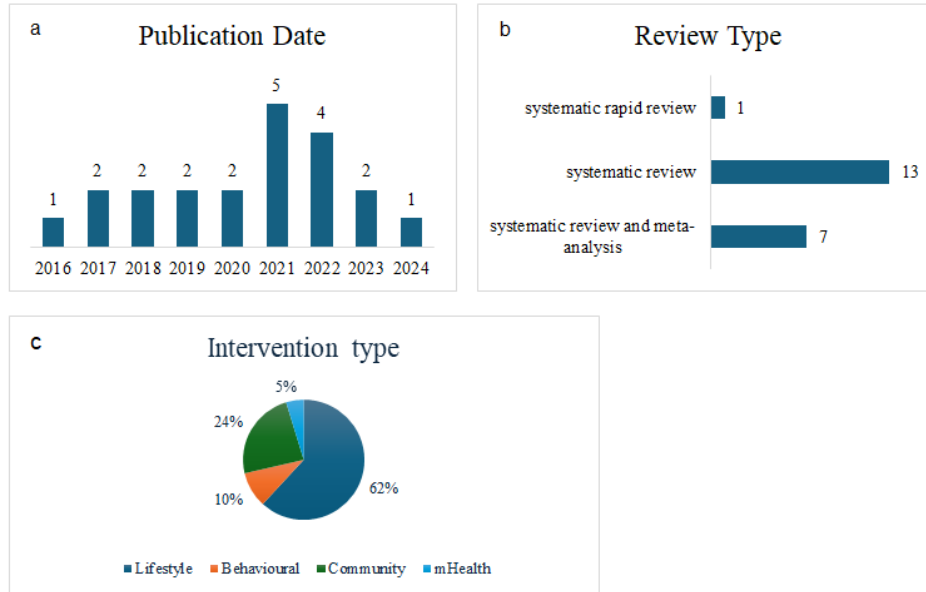 a
Publication Date
5
4
2 2 2 2 2
1 1
2016 2017 2018 2019 2020 2021 2022 2023 2024
b
Review Type
systematic rapid review 1
systematic review 13
systematic review and meta-
analysis 7
c
Intervention type
5%
24%
10%
62%
Lifestyle Behavioural Community mHealth